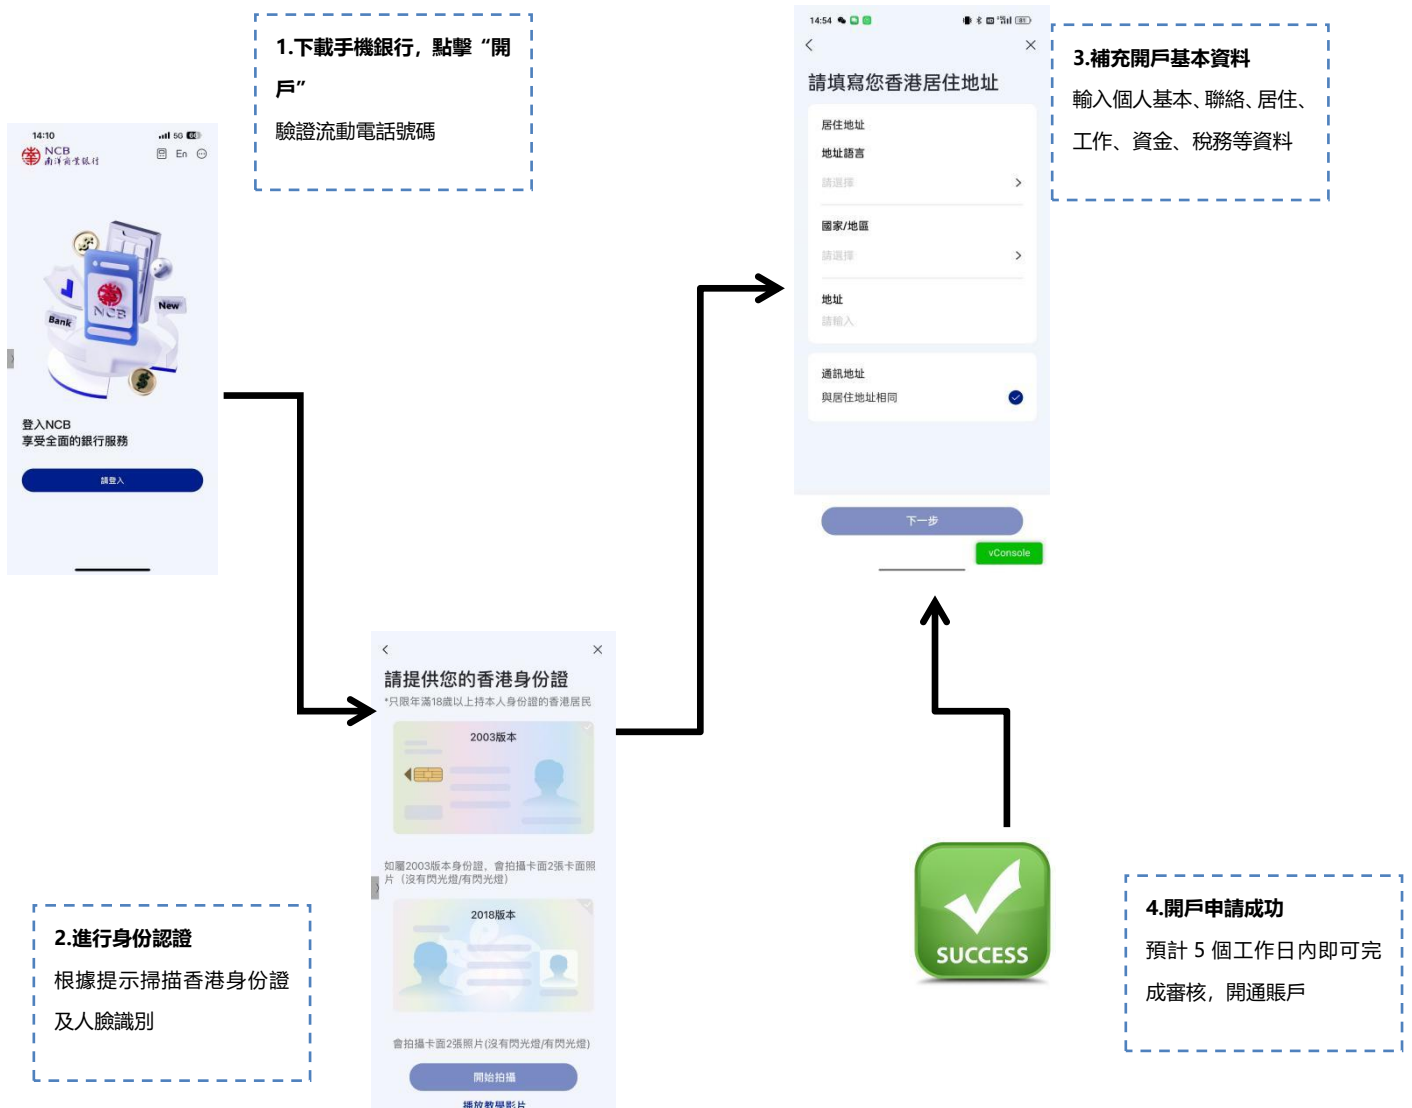 1.下載手機銀行，點擊“開
戶”
驗證流動電話號碼
14:10
5G
NCB
南洋商業銀行
En
NCB
New
Bank
登入NCB
享受全面的銀行服務
請登入
2.進行身份認證
根據提示掃描香港身份證
及人臉識別
請提供您的香港身份證
*只限年滿18歲以上持本人身份證的香港居民
2003版本
如屬2003版本身份證，會拍攝卡面2張卡面照
片（沒有閃光燈/有閃光燈）
2018版本
會拍攝卡面2張照片(沒有閃光燈/有閃光燈)
開始拍攝
播放教學影片
14:54
請填寫您香港居住地址
居住地址
地址語言
請選擇
國家/地區
請選擇
地址
請輸入
通訊地址
與居住地址相同
下一步
vConsole
3.補充開戶基本資料
輸入個人基本、聯絡、居住、
工作、資金、稅務等資料
SUCCESS
4.開戶申請成功
預計 5 個工作日內即可完
成審核，開通賬戶